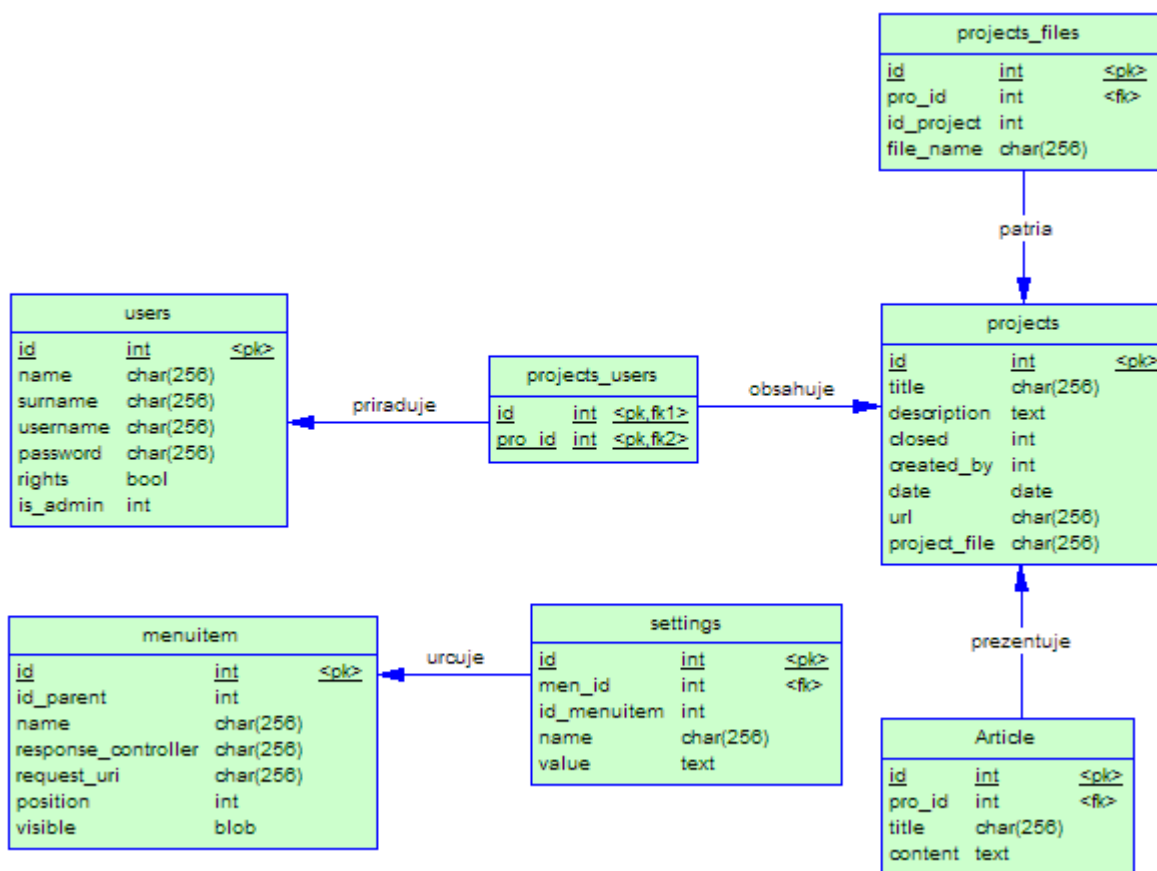 projects_files
id int <pk>
pro_id int <fk>
id_project int
file_name char(256)
patria
users
id int <pk>
name char(256)
surname char(256)
username char(256)
password char(256)
rights bool
is_admin int
priraduje
projects_users
id int <pk,fk1>
pro_id int <pk,fk2>
obsahuje
projects
id int <pk>
title char(256)
description text
closed int
created_by int
date date
url char(256)
project_file char(256)
menuitem
id int <pk>
id_parent int
name char(256)
response_controller char(256)
request_uri char(256)
position int
visible blob
urcuje
settings
id int <pk>
men_id int <fk>
id_menuitem int
name char(256)
value text
prezentuje
Article
id int <pk>
pro_id int <fk>
title char(256)
content text